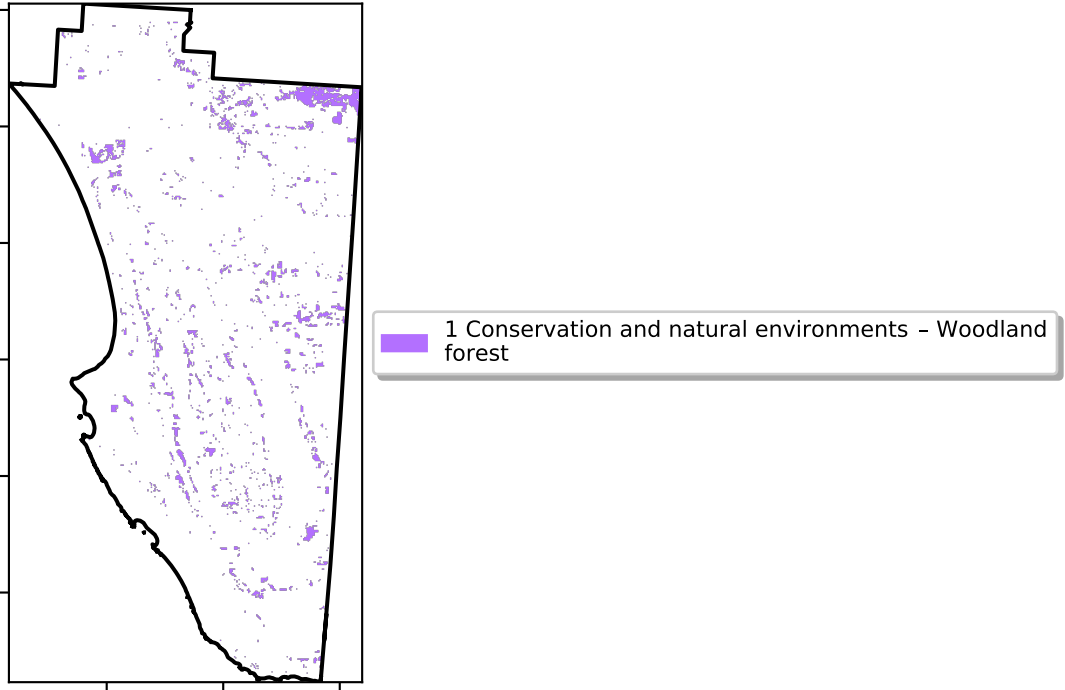 1 Conservation and natural environments – Woodland
forest